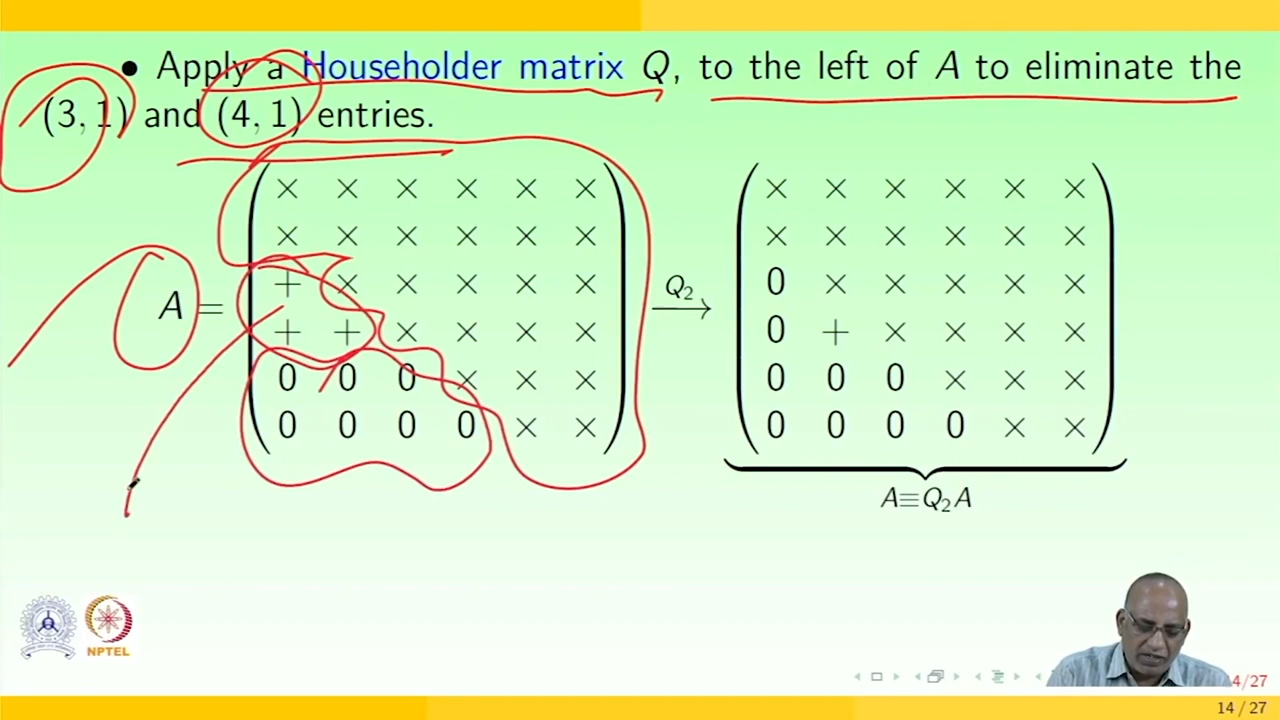 • Apply a Householder matrix Q, to the left of A to eliminate the
(3, 1) and (4, 1) entries.
A = ( × × × × × ×
× × × × × ×
+ × × × × ×
+ + × × × ×
0 0 0 × × ×
0 0 0 0 × × )
Q₂ →
( × × × × × ×
× × × × × ×
0 × × × × ×
0 + × × × ×
0 0 0 × × ×
0 0 0 0 × × )
A≡Q₂A
NPTEL
4/27
14 / 27